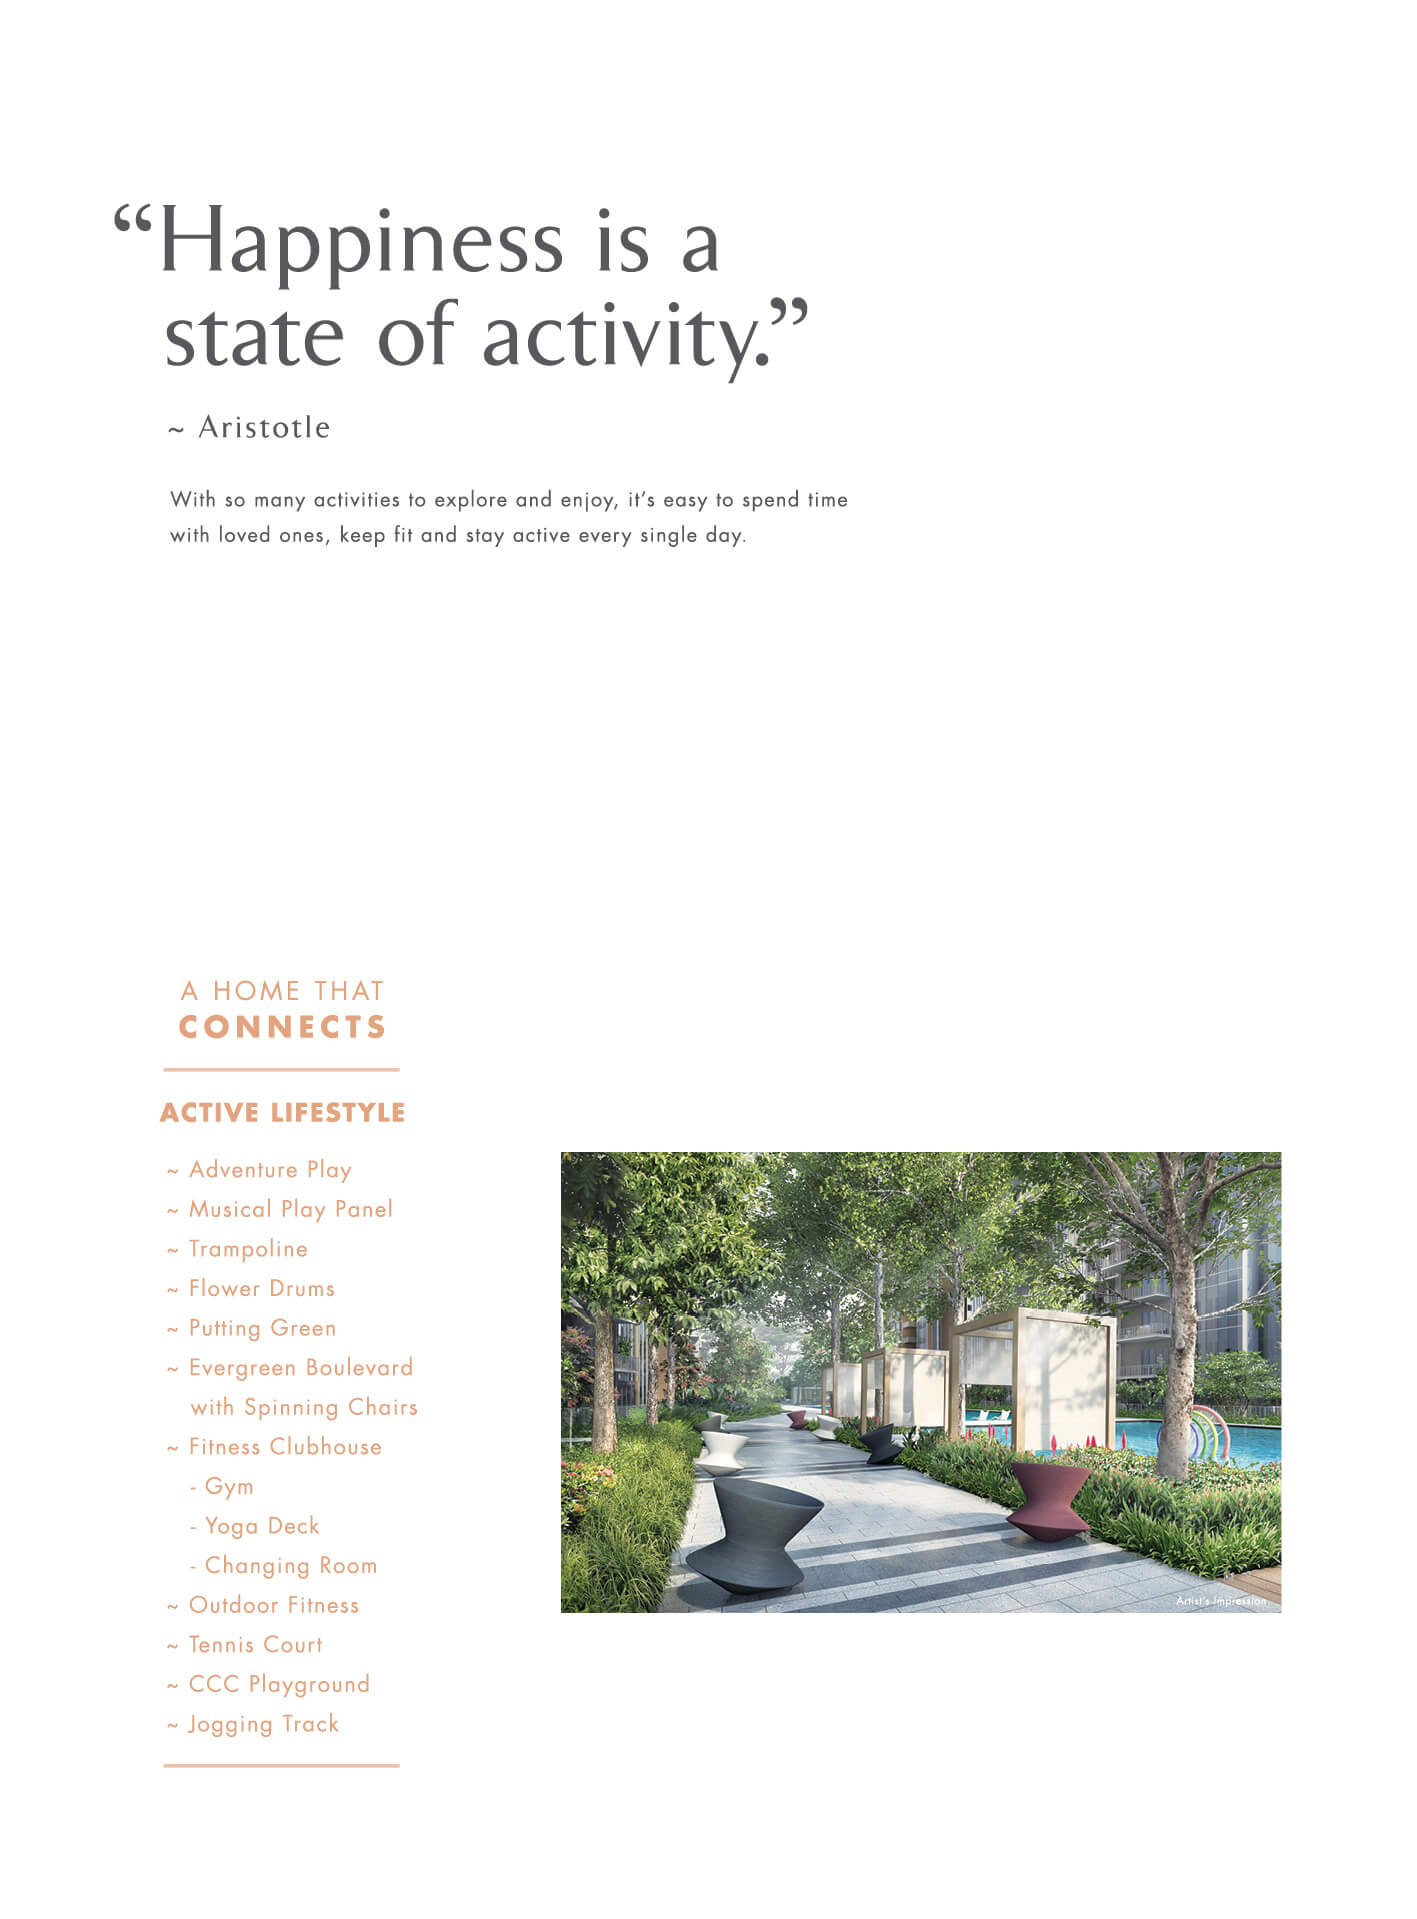 “Happiness is a
state of activity.”
~ Aristotle
With so many activities to explore and enjoy, it’s easy to spend time
with loved ones, keep fit and stay active every single day.
A HOME THAT
CONNECTS
ACTIVE LIFESTYLE
~ Adventure Play
~ Musical Play Panel
~ Trampoline
~ Flower Drums
~ Putting Green
~ Evergreen Boulevard
with Spinning Chairs
~ Fitness Clubhouse
- Gym
- Yoga Deck
- Changing Room
~ Outdoor Fitness
~ Tennis Court
~ CCC Playground
~ Jogging Track
Artist's Impression